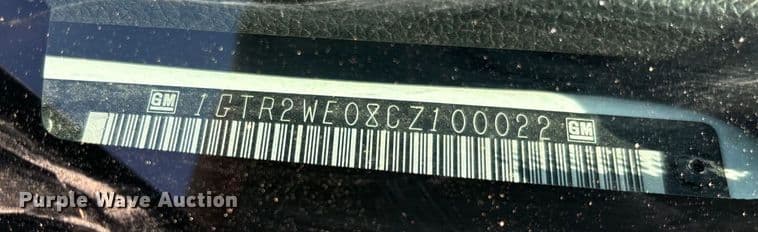 GM 1GTR2WE08CZ100022 GM
Purple Wave Auction